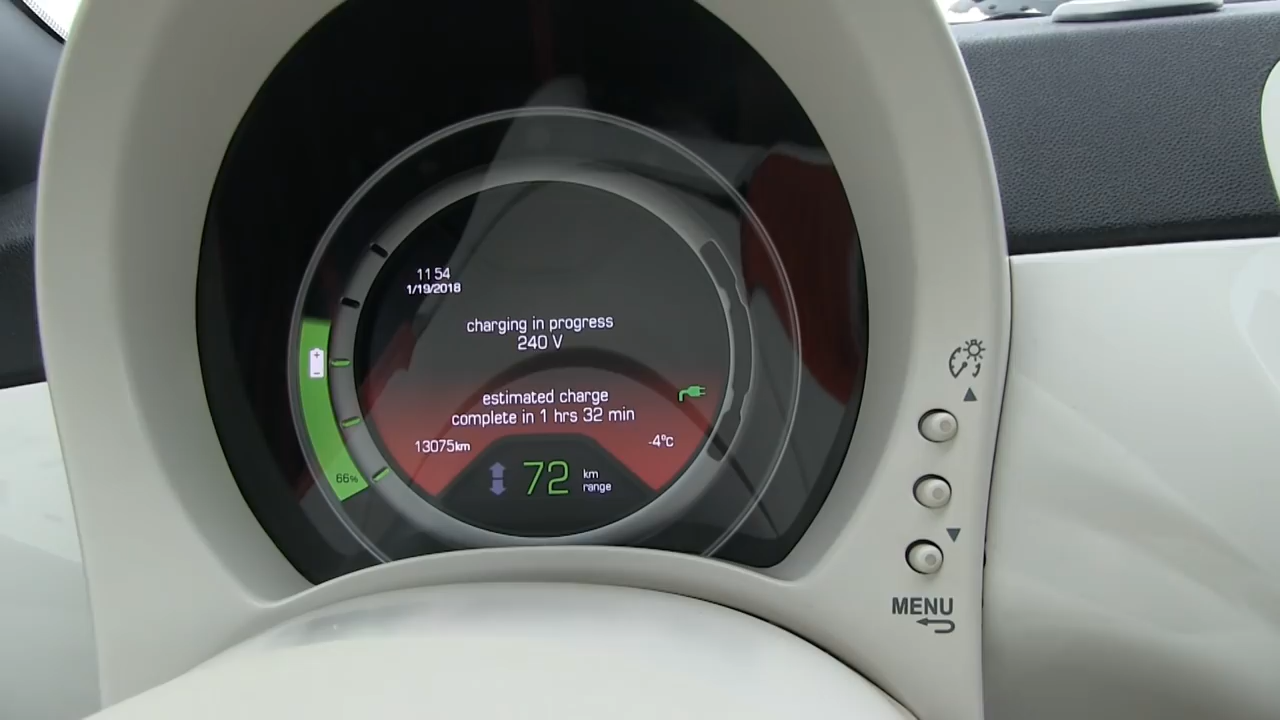 11 54
1/19/2018
charging in progress
240 V
estimated charge
complete in 1 hrs 32 min
13075km
-4°C
66%
72 km
range
MENU